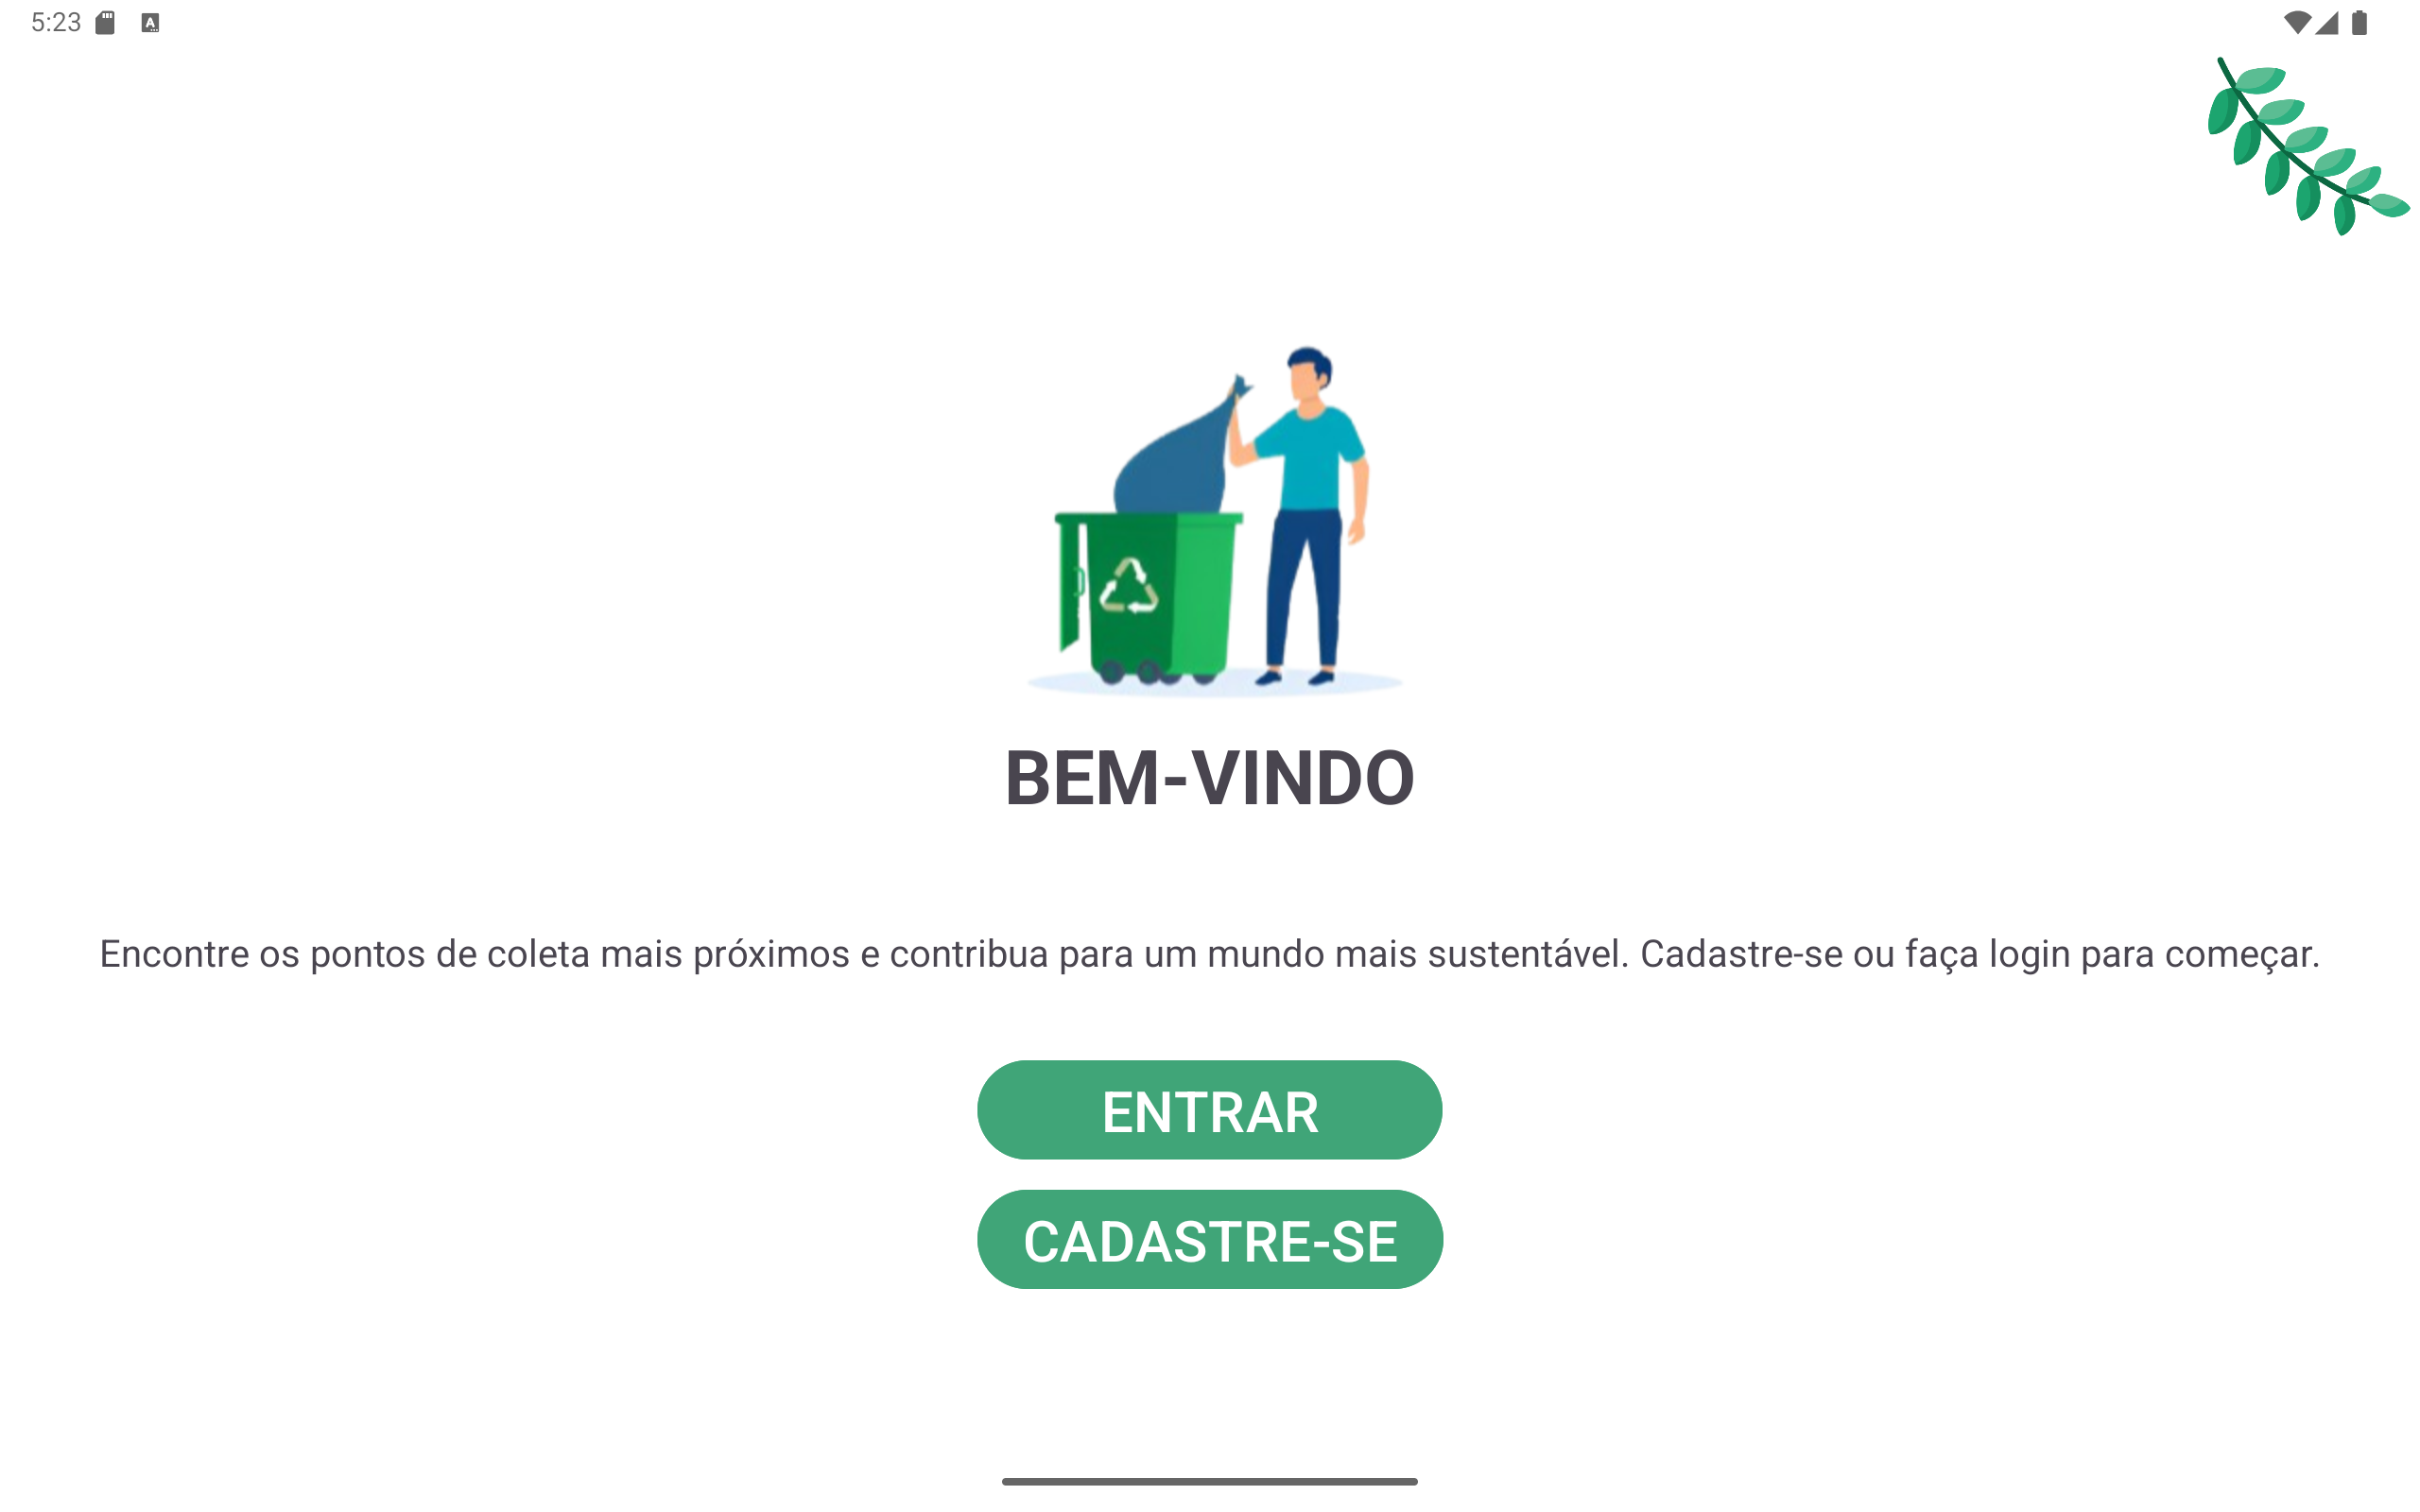 5:23
BEM-VINDO
Encontre os pontos de coleta mais próximos e contribua para um mundo mais sustentável. Cadastre-se ou faça login para começar.
ENTRAR
CADASTRE-SE